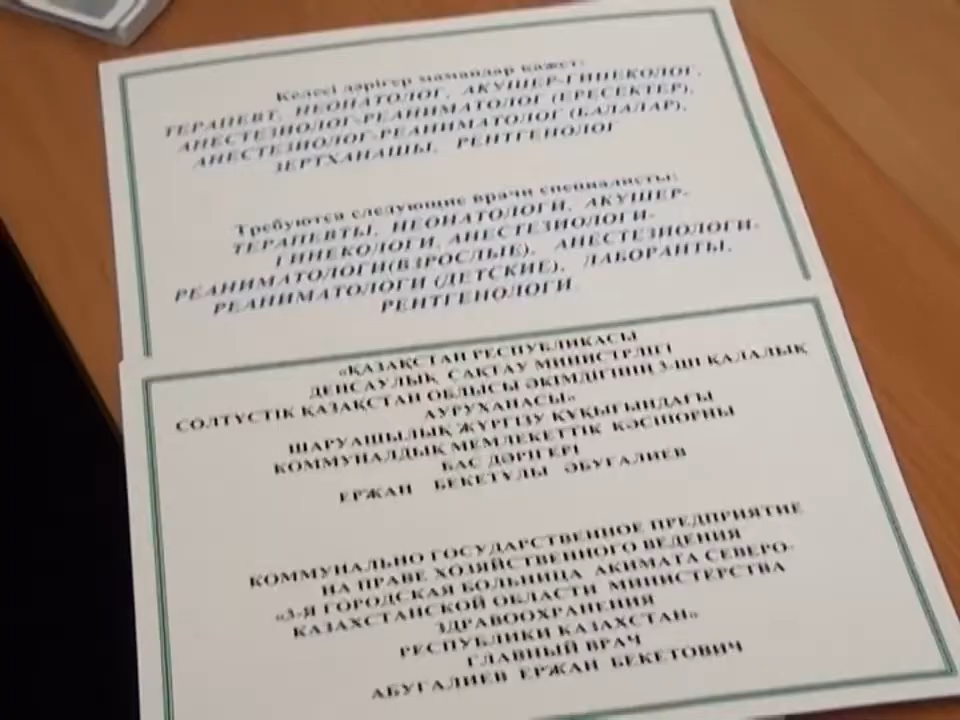 Келесі дәрігер мамандар қажет:
ТЕРАПЕВТ, НЕОНАТОЛОГ, АКУШЕР-ГИНЕКОЛОГ,
АНЕСТЕЗИОЛОГ-РЕАНИМАТОЛОГ (ЕРЕСЕКТЕР),
АНЕСТЕЗИОЛОГ-РЕАНИМАТОЛОГ (БАЛАЛАР),
ЗЕРТХАНАШЫ, РЕНТГЕНОЛОГ
Требуются следующие врачи специалисты:
ТЕРАПЕВТЫ, НЕОНАТОЛОГИ, АКУШЕР-
ГИНЕКОЛОГИ, АНЕСТЕЗИОЛОГИ-
РЕАНИМАТОЛОГИ(ВЗРОСЛЫЕ), АНЕСТЕЗИОЛОГИ-
РЕАНИМАТОЛОГИ (ДЕТСКИЕ), ЛАБОРАНТЫ,
РЕНТГЕНОЛОГИ
«ҚАЗАҚСТАН РЕСПУБЛИКАСЫ
ДЕНСАУЛЫҚ САҚТАУ МИНИСТРЛІГІ
СОЛТҮСТІК ҚАЗАҚСТАН ОБЛЫСЫ ӘКІМДІГІНІҢ 3-ШІ ҚАЛАЛЫҚ
АУРУХАНАСЫ»
ШАРУАШЫЛЫҚ ЖҮРГІЗУ ҚҰҚЫҒЫНДАҒЫ
КОММУНАЛДЫҚ МЕМЛЕКЕТТІК КӘСІПОРНЫ
БАС ДӘРІГЕРІ
ЕРЖАН БЕКЕТҰЛЫ ӘБУГАЛИЕВ
КОММУНАЛЬНО ГОСУДАРСТВЕННОЕ ПРЕДПРИЯТИЕ
НА ПРАВЕ ХОЗЯЙСТВЕННОГО ВЕДЕНИЯ
«3-Я ГОРОДСКАЯ БОЛЬНИЦА АКИМАТА СЕВЕРО-
КАЗАХСТАНСКОЙ ОБЛАСТИ МИНИСТЕРСТВА
ЗДРАВООХРАНЕНИЯ
РЕСПУБЛИКИ КАЗАХСТАН»
ГЛАВНЫЙ ВРАЧ
АБУГАЛИЕВ ЕРЖАН БЕКЕТОВИЧ